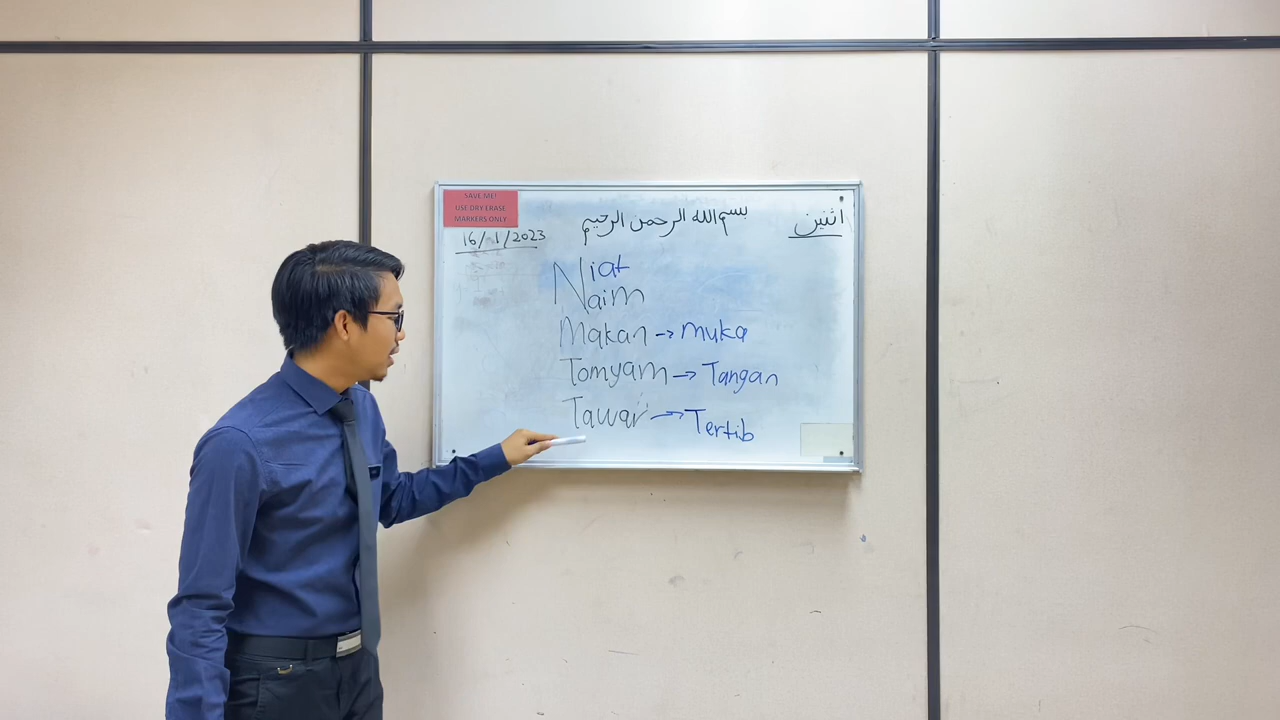 SAVE ME!
USE DRY ERASE
MARKERS ONLY
بسم الله الرحمن الرحيم
اثنين
16/1/2023
Niat
Naim
Makan → muka
Tomyam → Tangan
Tawar → Tertib